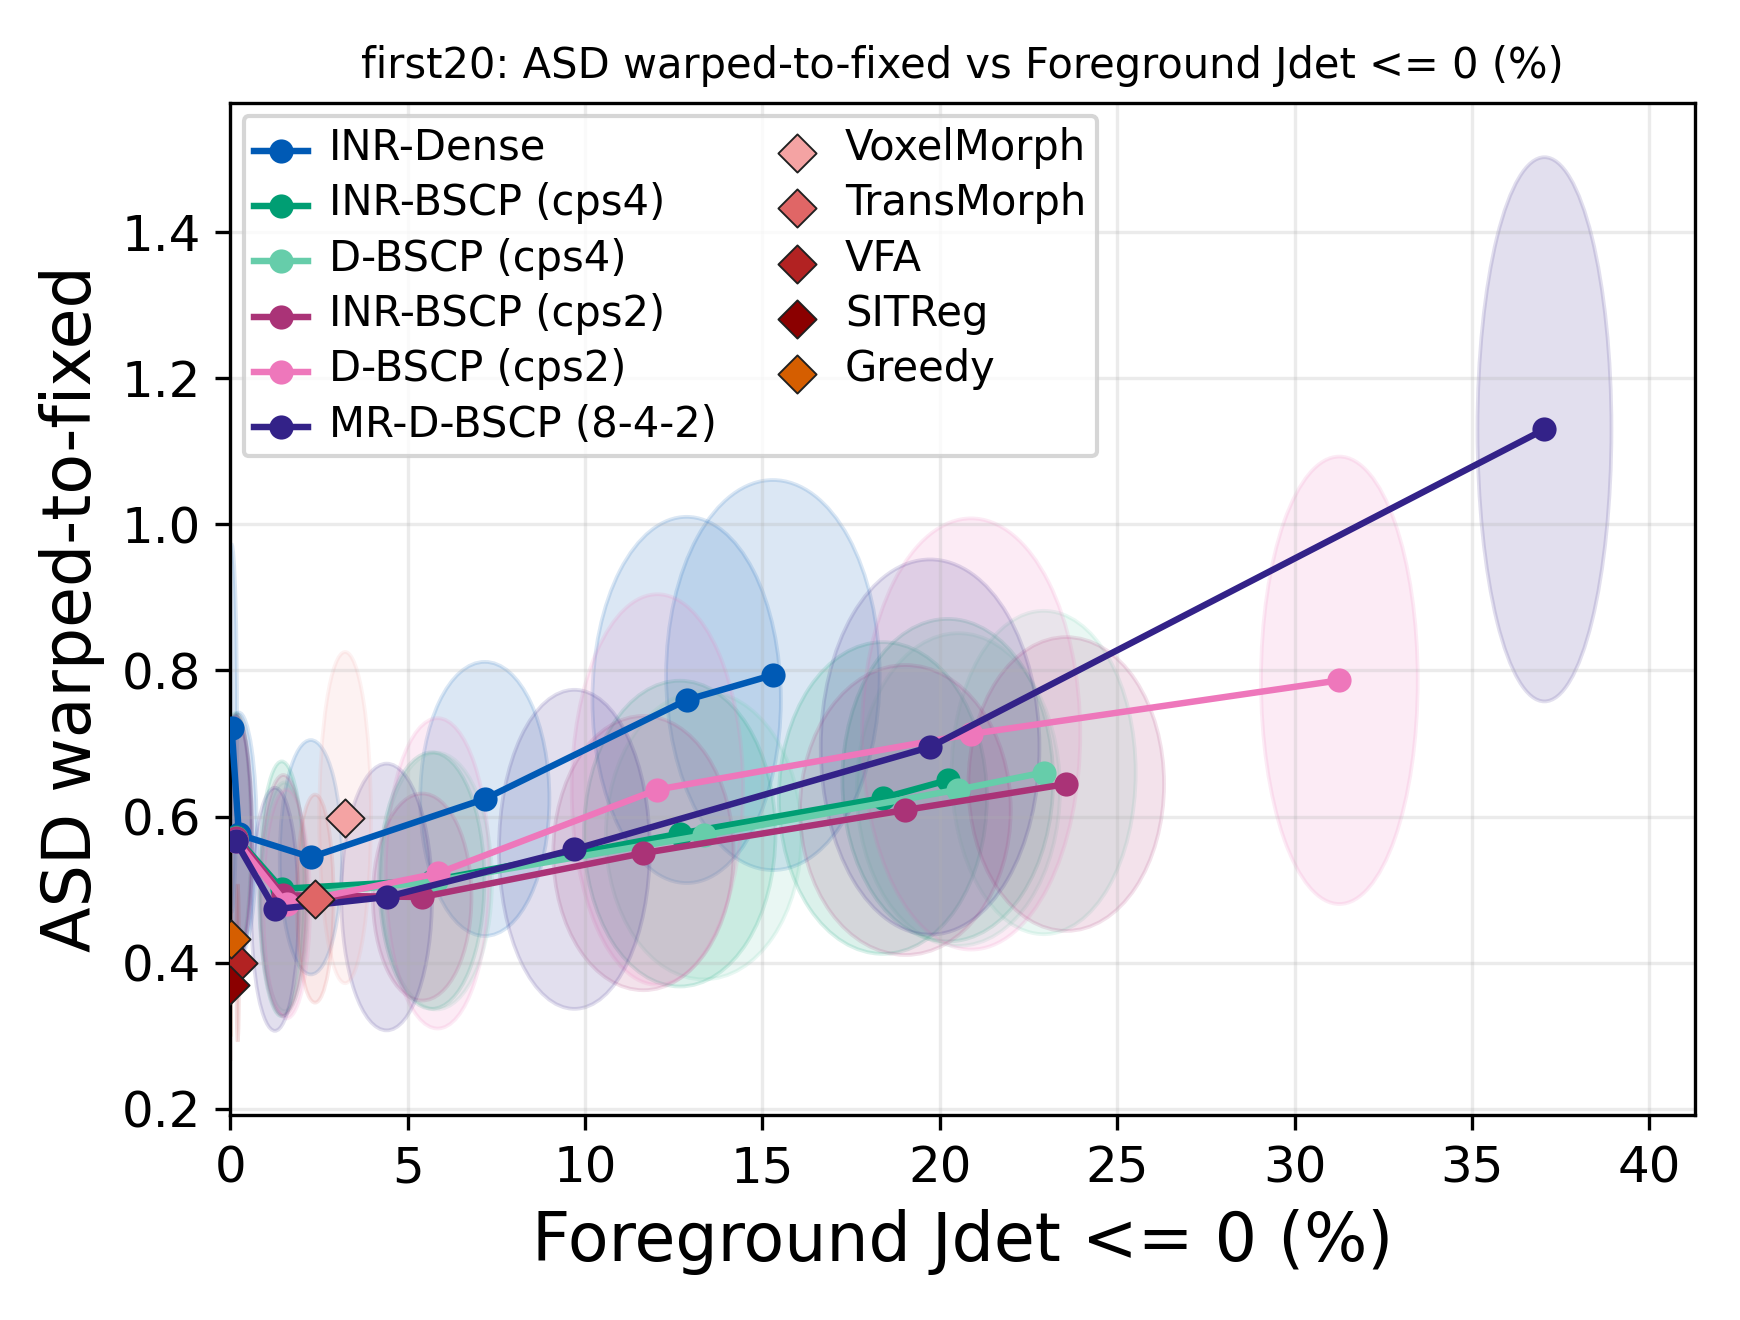 first20: ASD warped-to-fixed vs Foreground Jdet <= 0 (%)
INR-Dense
INR-BSCP (cps4)
D-BSCP (cps4)
INR-BSCP (cps2)
D-BSCP (cps2)
MR-D-BSCP (8-4-2)
VoxelMorph
TransMorph
VFA
SITReg
Greedy
ASD warped-to-fixed
1.4
1.2
1.0
0.8
0.6
0.4
0.2
0 5 10 15 20 25 30 35 40
Foreground Jdet <= 0 (%)